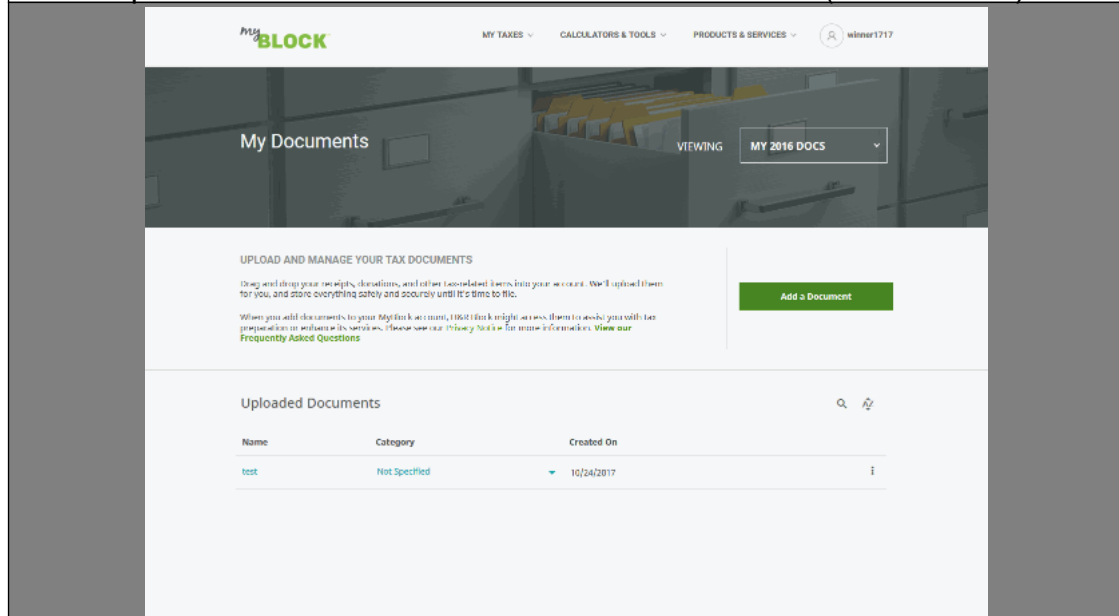 myBLOCK
MY TAXES
CALCULATORS & TOOLS
PRODUCTS & SERVICES
winner1717
My Documents
VIEWING
MY 2016 DOCS
UPLOAD AND MANAGE YOUR TAX DOCUMENTS
Drag and drop your receipts, donations, and other tax-related items into your account. We'll upload them
for you, and store everything safely and securely until it's time to file.
When you add documents to your MyBlock account, H&R Block might access them to assist you with tax
preparation or enhance its services. Please see our Privacy Notice for more information. View our
Frequently Asked Questions
Add a Document
Uploaded Documents
Name
Category
Created On
test
Not Specified
10/24/2017